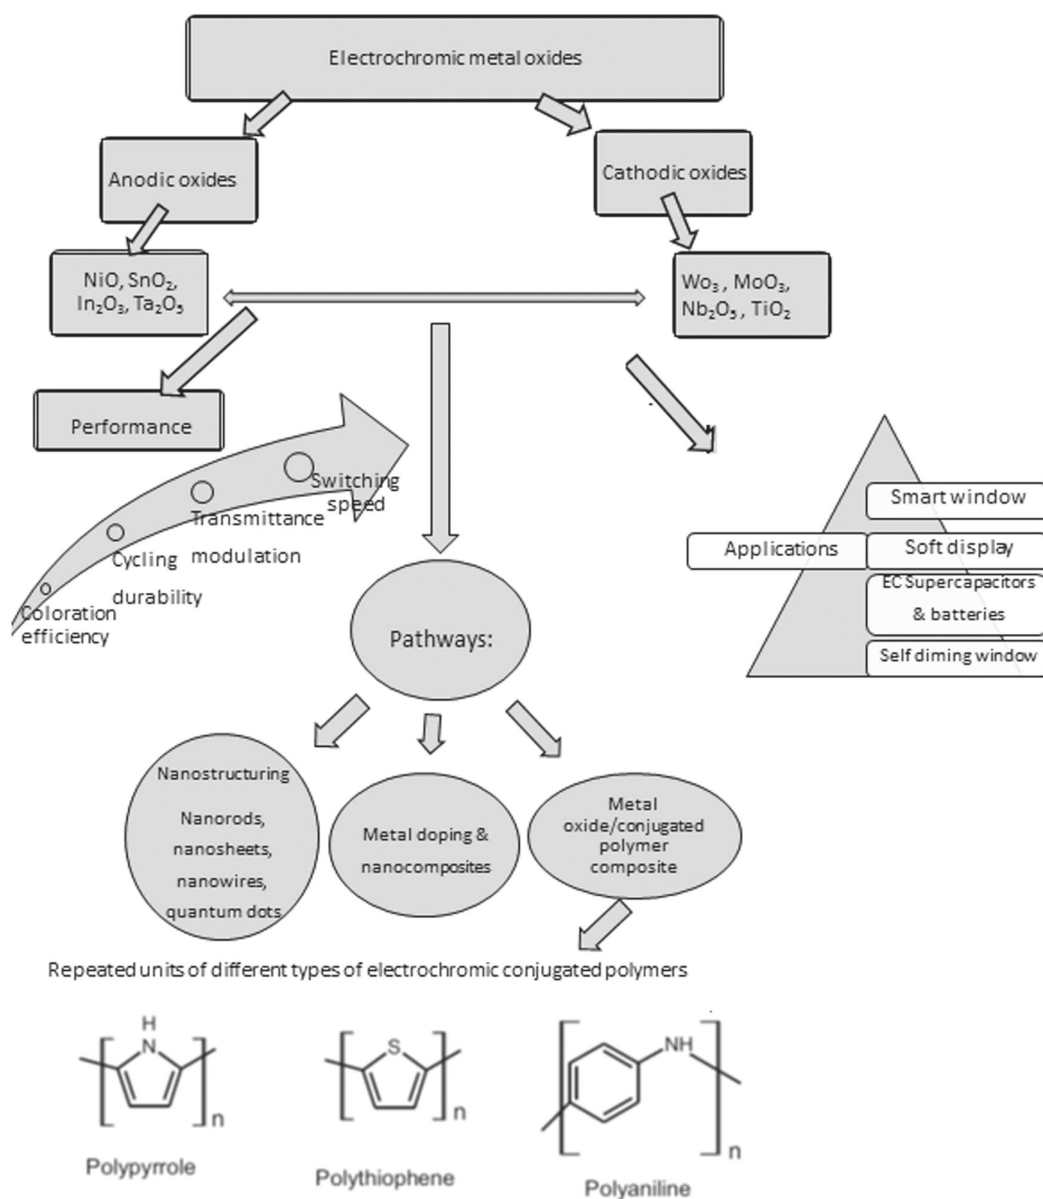 Electrochromic metal oxides
Anodic oxides
Cathodic oxides
NiO, SnO₂,
In₂O₃, Ta₂O₅
Wo₃ , MoO₃,
Nb₂O₅ , TiO₂
Performance
Switching
speed
Transmittance
modulation
Cycling
durability
Coloration
efficiency
Smart window
Applications
Soft display
EC Supercapacitors
& batteries
Self diming window
Pathways:
Nanostructuring
Nanorods,
nanosheets,
nanowires,
quantum dots
Metal doping &
nanocomposites
Metal
oxide/conjugated
polymer
composite
Repeated units of different types of electrochromic conjugated polymers
H
N
n
Polypyrrole
S
n
Polythiophene
NH
n
Polyaniline